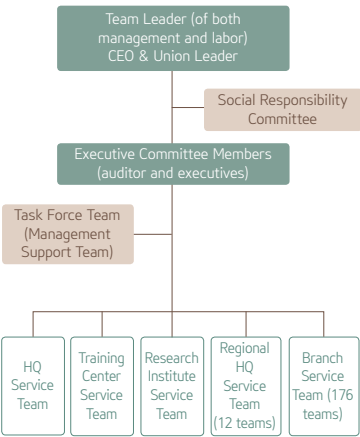 Team Leader (of both
management and labor)
CEO & Union Leader
Social Responsibility
Committee
Executive Committee Members
(auditor and executives)
Task Force Team
(Management
Support Team)
HQ
Service
Team
Training
Center
Service
Team
Research
Institute
Service
Team
Regional
HQ
Service
Team
(12 teams)
Branch
Service
Team (176
teams)